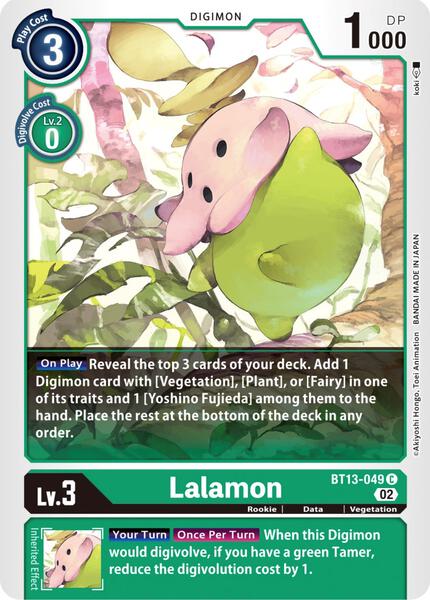 Play Cost
3
DIGIMON
DP
1000
Digivolve Cost
Lv.2
0
koki
©Akiyoshi Hongo, Toei Animation BANDAI MADE IN JAPAN
On Play Reveal the top 3 cards of your deck. Add 1
Digimon card with [Vegetation], [Plant], or [Fairy] in one
of its traits and 1 [Yoshino Fujieda] among them to the
hand. Place the rest at the bottom of the deck in any
order.
Lv.3
Lalamon
BT13-049 C
02
Rookie | Data | Vegetation
Inherited Effect
Your Turn Once Per Turn When this Digimon
would digivolve, if you have a green Tamer,
reduce the digivolution cost by 1.